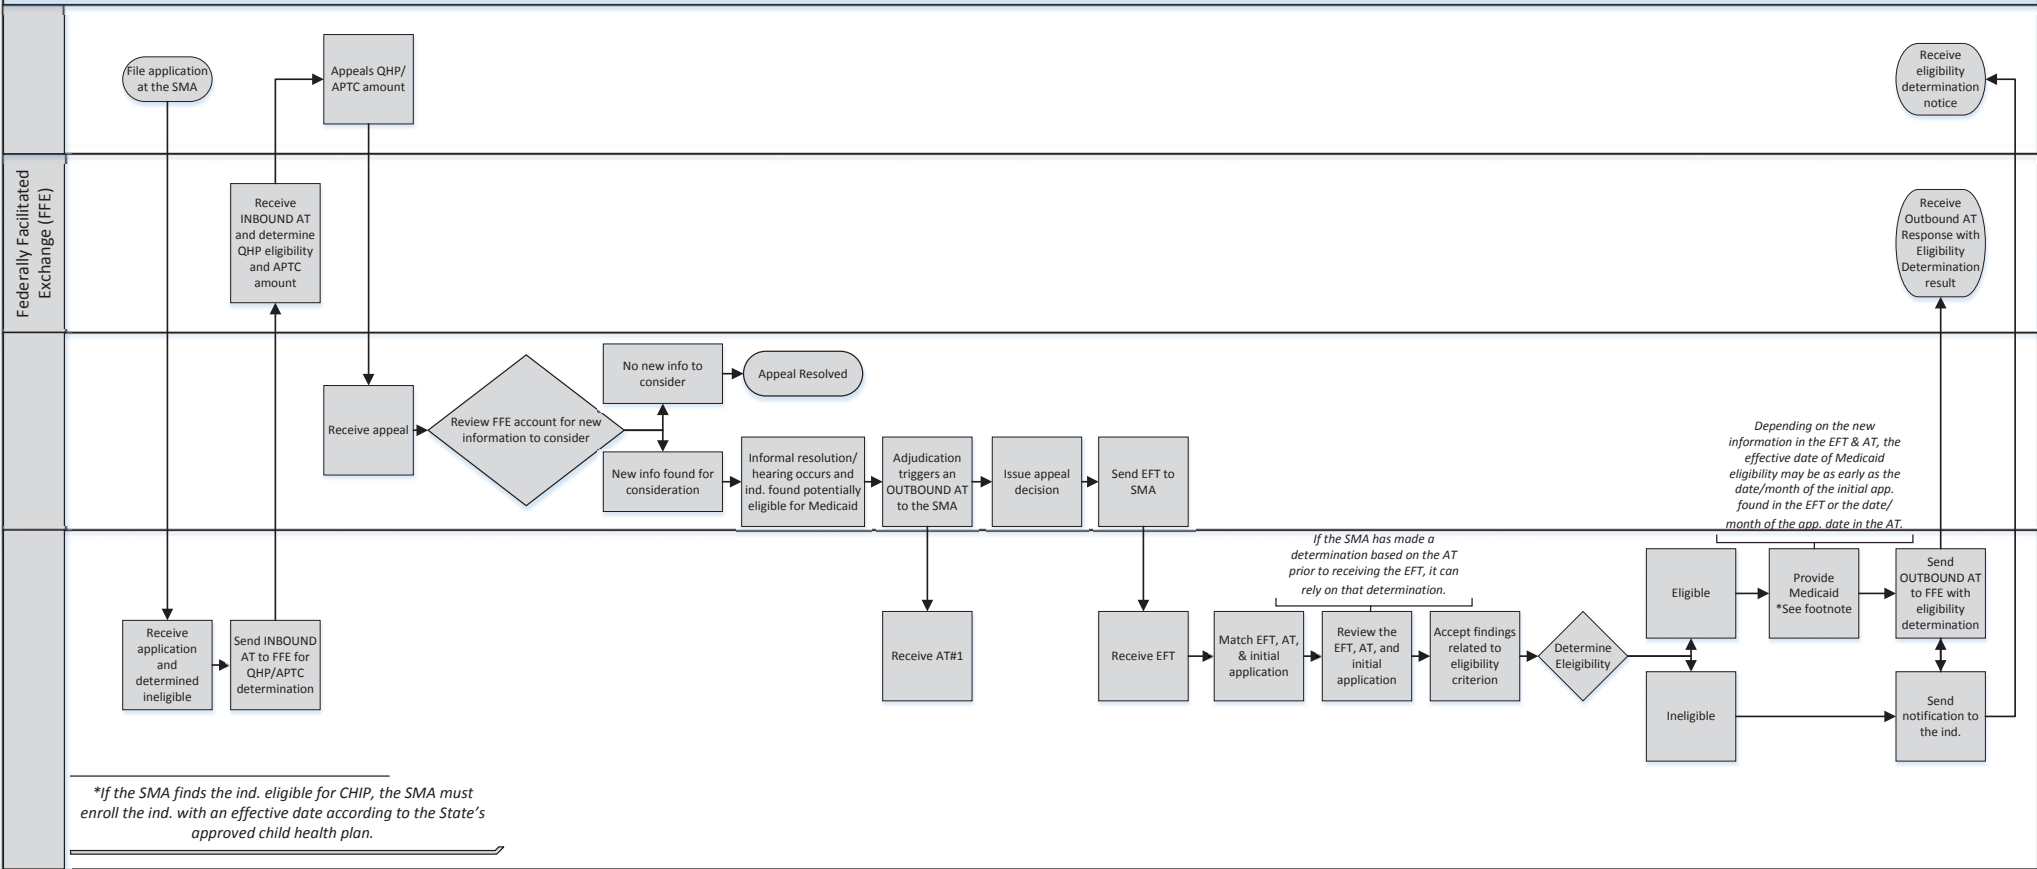 File application
at the SMA
Appeals QHP/
APTC amount
Receive
eligibility
determination
notice
Federally Facilitated
Exchange (FFE)
Receive
INBOUND AT
and determine
QHP eligibility
and APTC
amount
Receive
Outbound AT
Response with
Eligibility
Determination
result
Receive appeal
Review FFE account for new
information to consider
No new info to
consider
Appeal Resolved
New info found for
consideration
Informal resolution/
hearing occurs and
ind. found potentially
eligible for Medicaid
Adjudication
triggers an
OUTBOUND AT
to the SMA
Issue appeal
decision
Send EFT to
SMA
Depending on the new
information in the EFT & AT, the
effective date of Medicaid
eligibility may be as early as the
date/month of the initial app.
found in the EFT or the date/
month of the app. date in the AT.
If the SMA has made a
determination based on the AT
prior to receiving the EFT, it can
rely on that determination.
Receive
application
and
determined
ineligible
Send INBOUND
AT to FFE for
QHP/APTC
determination
Receive AT#1
Receive EFT
Match EFT, AT,
& initial
application
Review the
EFT, AT, and
initial
application
Accept findings
related to
eligibility
criterion
Determine
Eleigibility
Eligible
Provide
Medicaid
*See footnote
Send
OUTBOUND AT
to FFE with
eligibility
determination
Ineligible
Send
notification to
the ind.
*If the SMA finds the ind. eligible for CHIP, the SMA must
enroll the ind. with an effective date according to the State’s
approved child health plan.